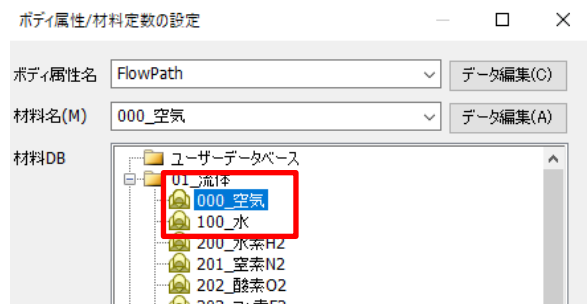 ボディ属性/材料定数の設定
ボディ属性名 FlowPath データ編集(C)
材料名(M) 000_空気 データ編集(A)
材料DB ユーザーデータベース
01_流体
000_空気
100_水
200_水素H2
201_窒素N2
202_酸素O2